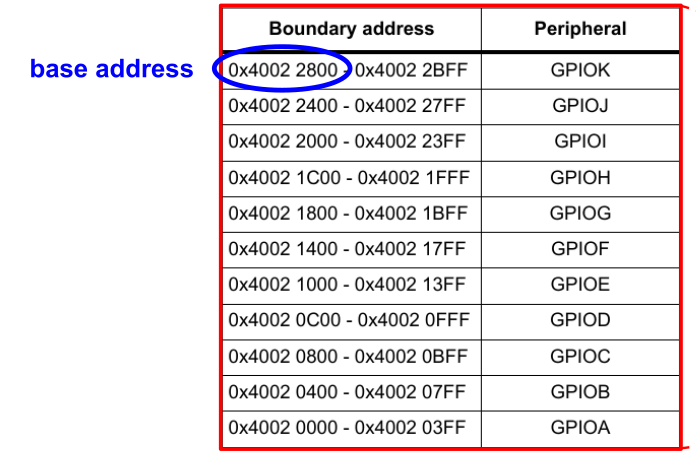 Boundary address Peripheral
base address 0x4002 2800 - 0x4002 2BFF GPIOK
0x4002 2400 - 0x4002 27FF GPIOJ
0x4002 2000 - 0x4002 23FF GPIOI
0x4002 1C00 - 0x4002 1FFF GPIOH
0x4002 1800 - 0x4002 1BFF GPIOG
0x4002 1400 - 0x4002 17FF GPIOF
0x4002 1000 - 0x4002 13FF GPIOE
0x4002 0C00 - 0x4002 0FFF GPIOD
0x4002 0800 - 0x4002 0BFF GPIOC
0x4002 0400 - 0x4002 07FF GPIOB
0x4002 0000 - 0x4002 03FF GPIOA